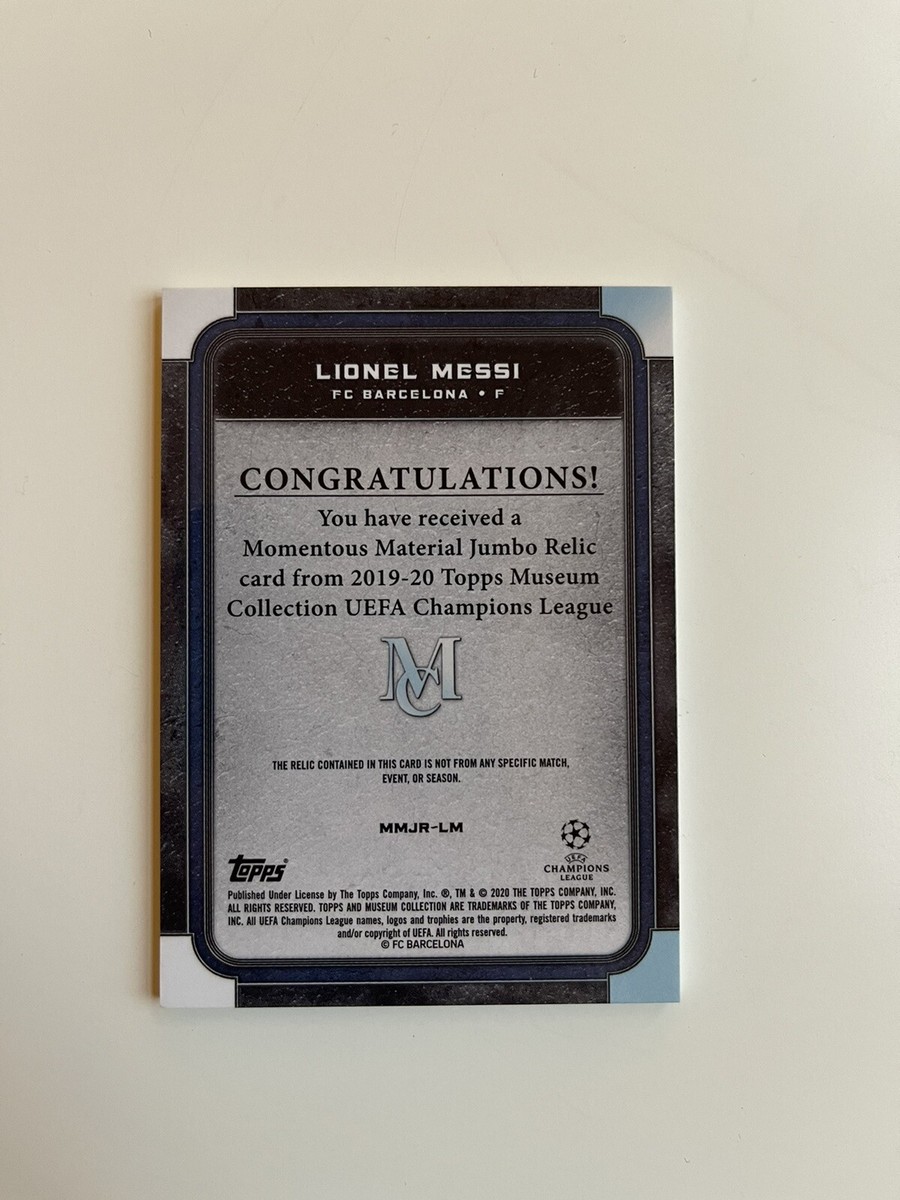 LIONEL MESSI
FC BARCELONA • F
CONGRATULATIONS!
You have received a
Momentous Material Jumbo Relic
card from 2019-20 Topps Museum
Collection UEFA Champions League
MC
THE RELIC CONTAINED IN THIS CARD IS NOT FROM ANY SPECIFIC MATCH,
EVENT, OR SEASON.
MMJR-LM
topps®
UEFA
CHAMPIONS
LEAGUE
Published Under License by The Topps Company, Inc. ®, TM & © 2020 THE TOPPS COMPANY, INC.
ALL RIGHTS RESERVED. TOPPS AND MUSEUM COLLECTION ARE TRADEMARKS OF THE TOPPS COMPANY,
INC. All UEFA Champions League names, logos and trophies are the property, registered trademarks
and/or copyright of UEFA. All rights reserved.
© FC BARCELONA